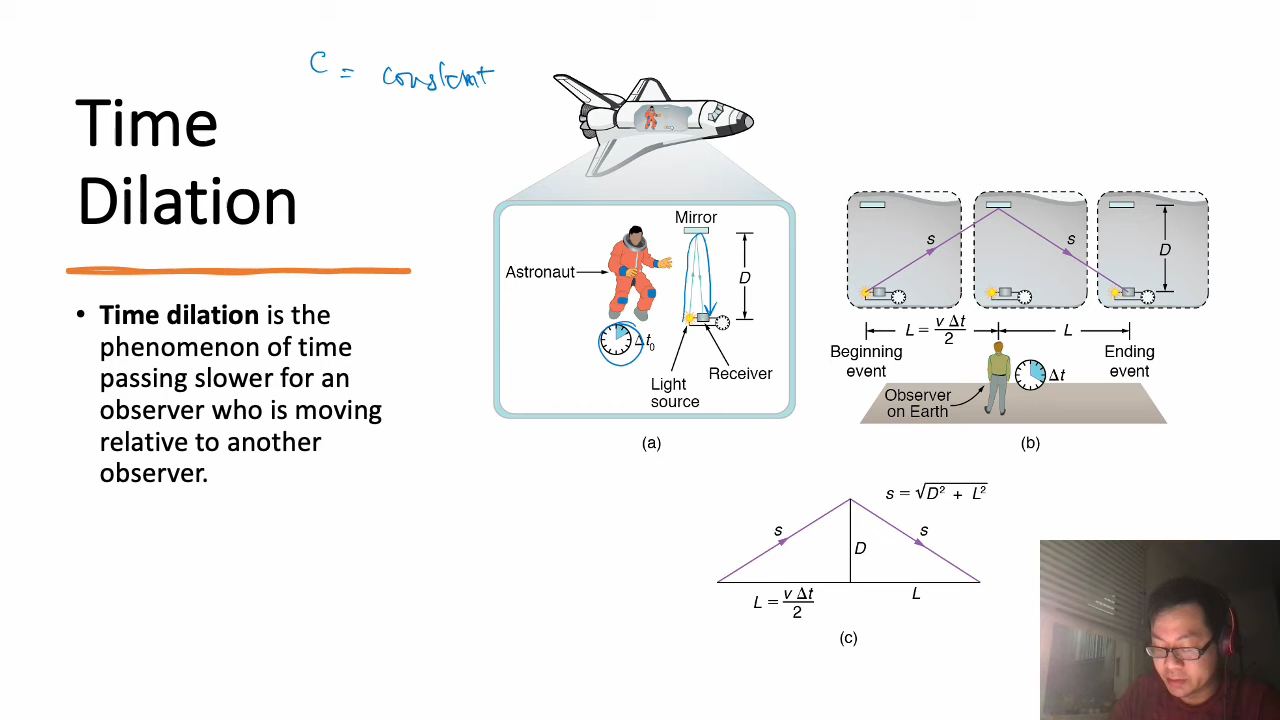 C = constant
Time
Dilation
• Time dilation is the
phenomenon of time
passing slower for an
observer who is moving
relative to another
observer.
Mirror
Astronaut
D
Δt₀
Light
source
Receiver
(a)
s
s
D
L = v Δt / 2
L
Beginning
event
Ending
event
Δt
Observer
on Earth
(b)
s = √D² + L²
s
s
D
L = v Δt / 2
L
(c)